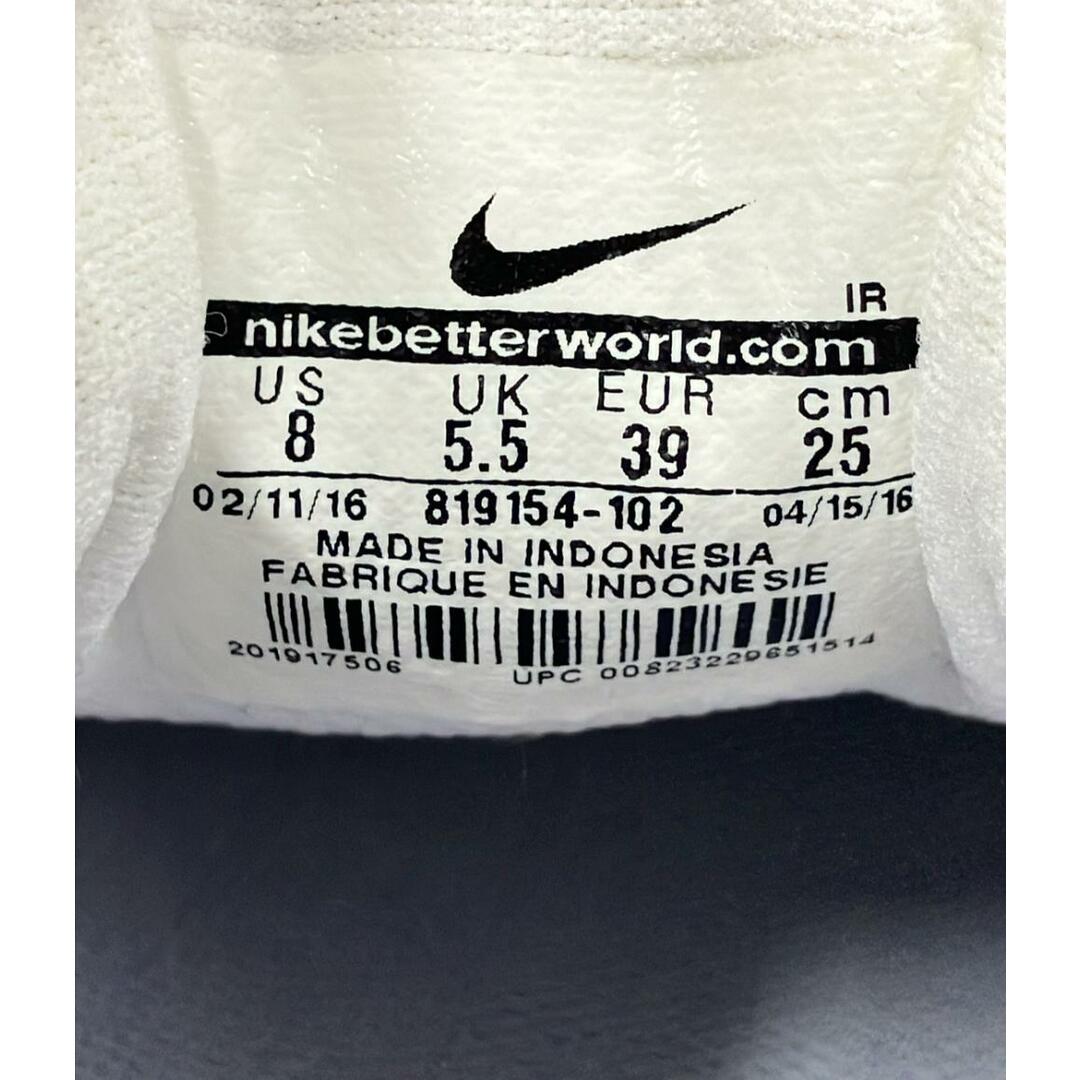 IR
nikebetterworld.com
US UK EUR cm
8 5.5 39 25
02/11/16 819154-102 04/15/16
MADE IN INDONESIA
FABRIQUE EN INDONESIE
201917506 UPC 00823229651514